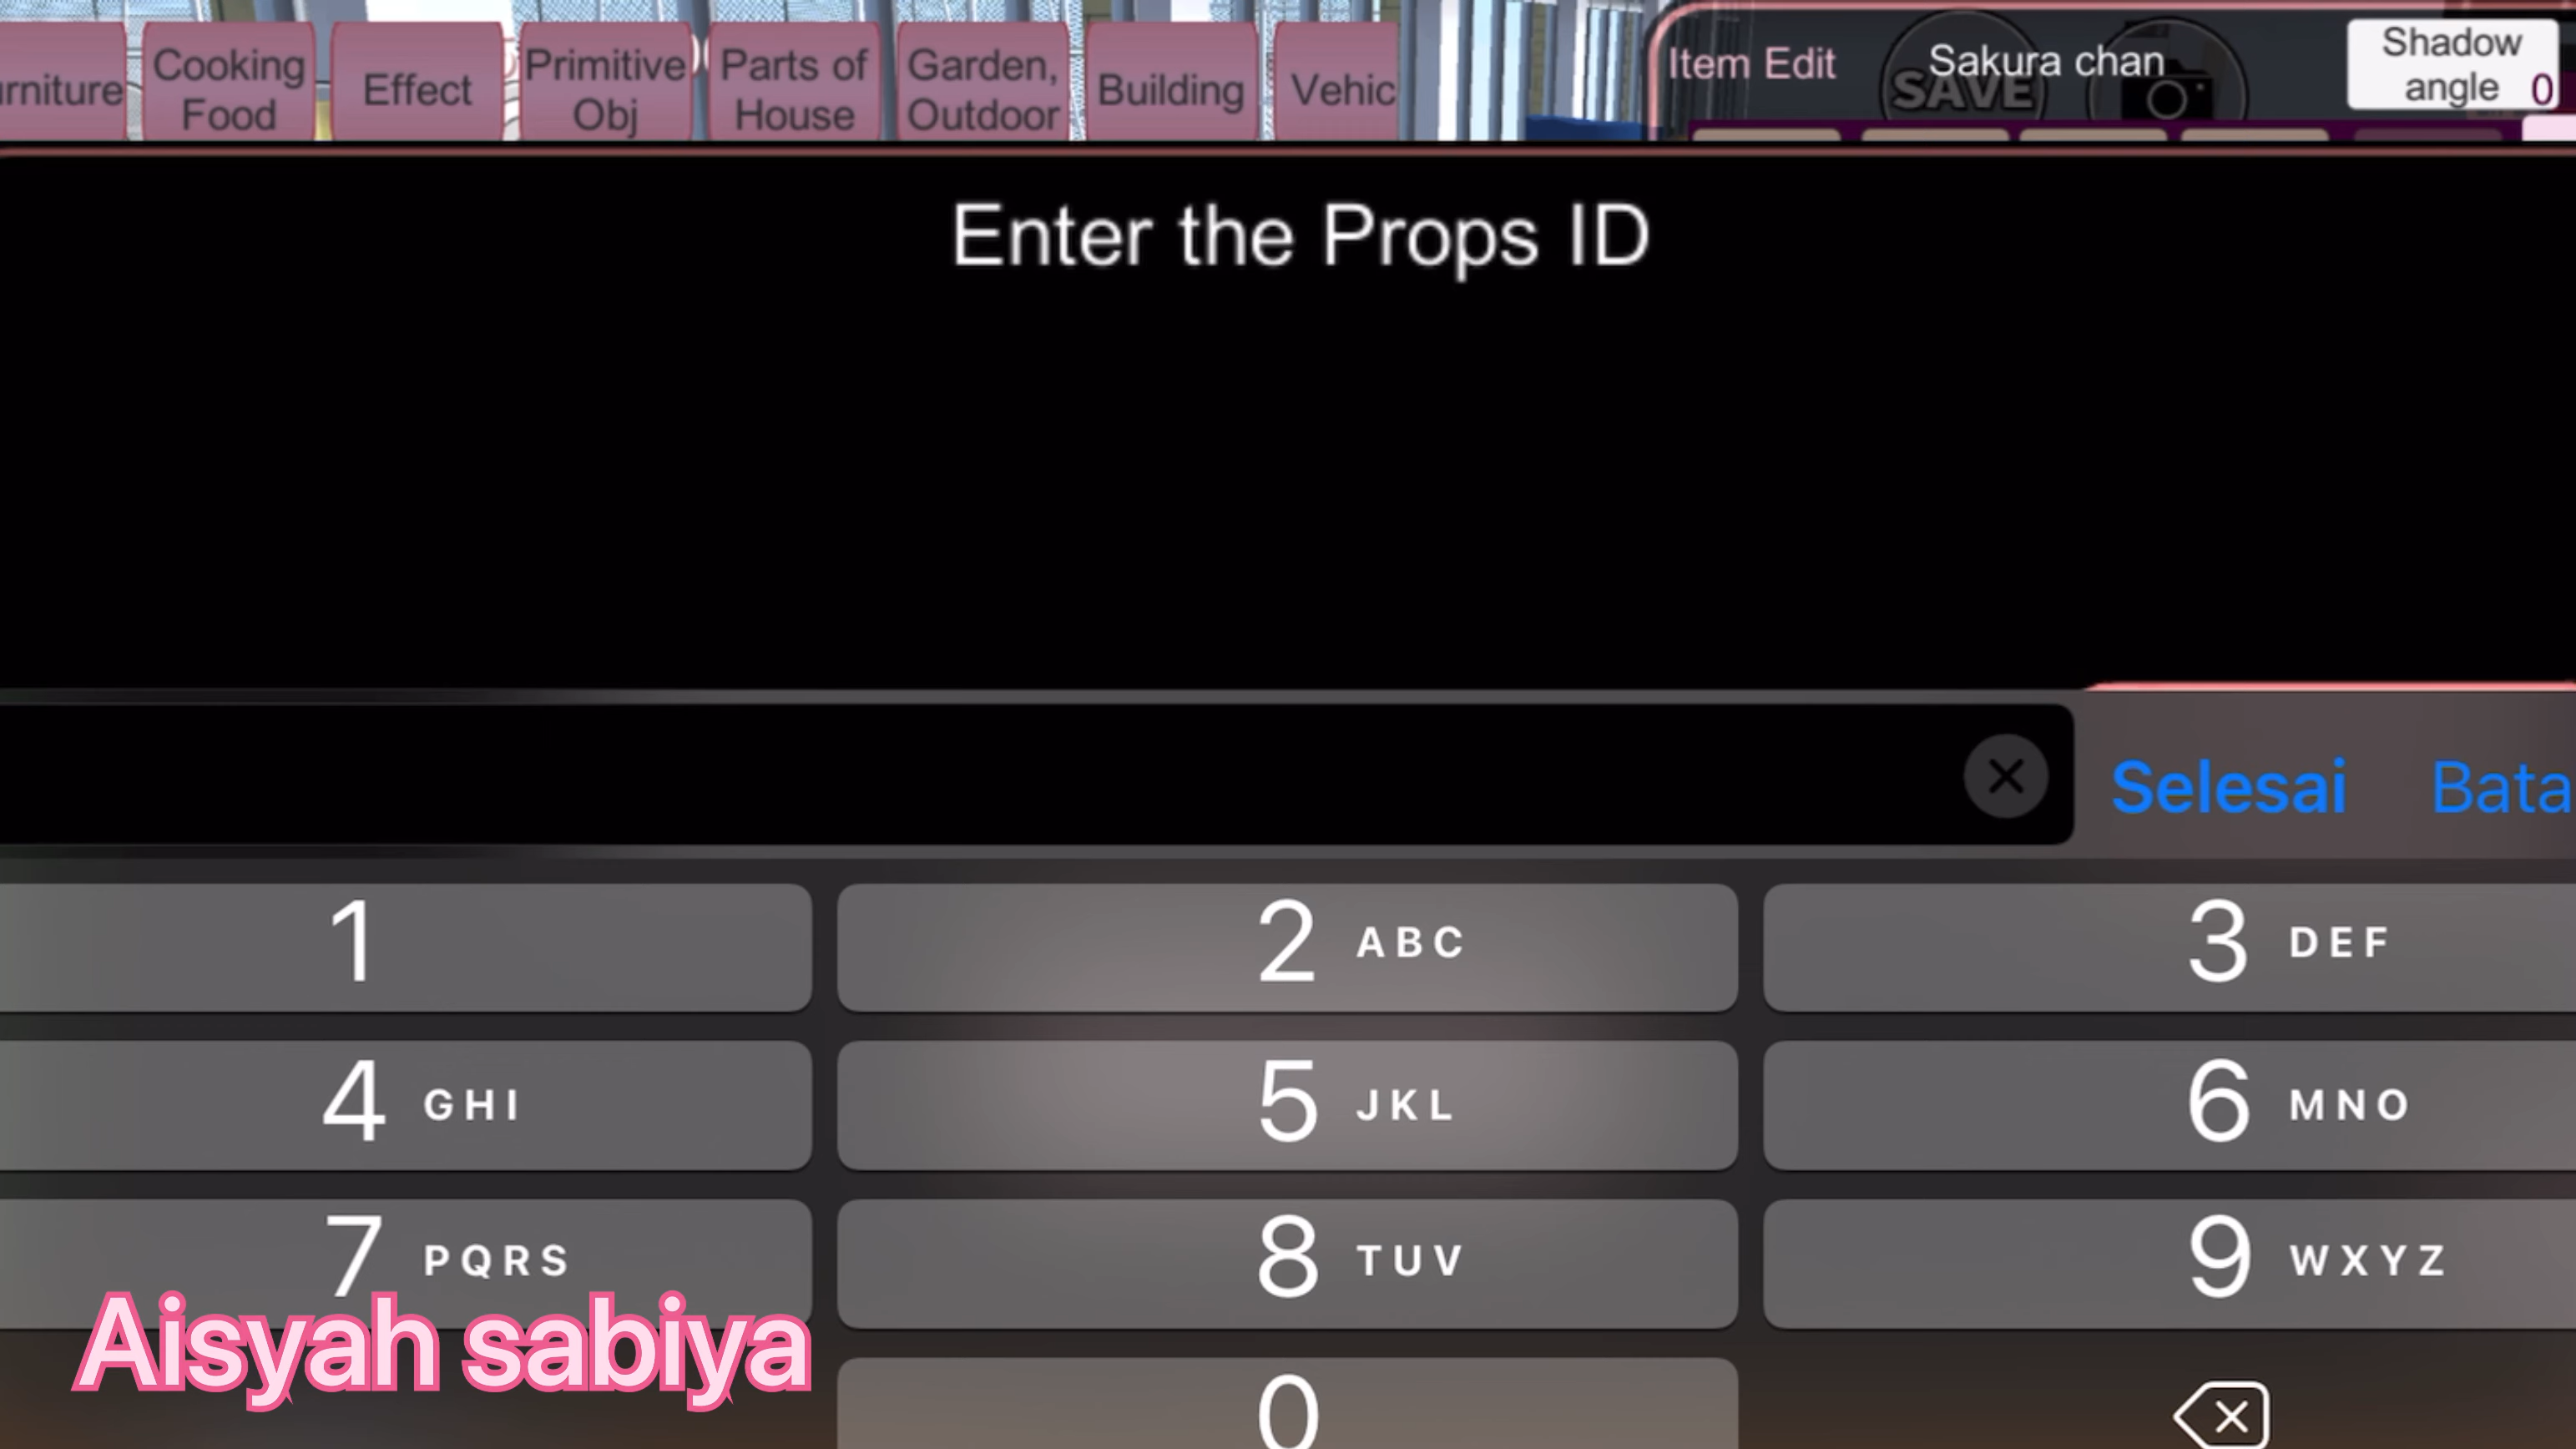 urniture
Cooking
Food
Effect
Primitive
Obj
Parts of
House
Garden,
Outdoor
Building
Vehic
Item Edit
SAVE
Sakura chan
Shadow
angle
0
Enter the Props ID
Selesai
Bata
1
2 ABC
3 DEF
4 GHI
5 JKL
6 MNO
7 PQRS
8 TUV
9 WXYZ
Aisyah sabiya
0